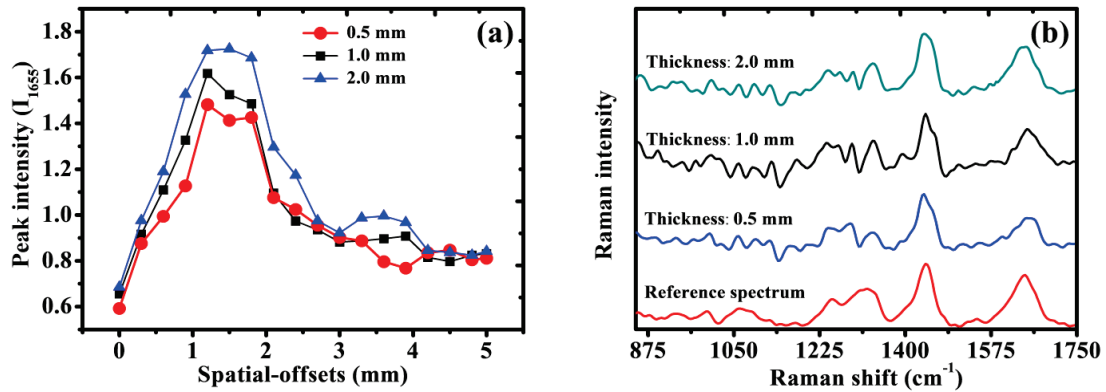 (a)
0.5 mm
1.0 mm
2.0 mm
Peak intensity (I1655)
1.8
1.6
1.4
1.2
1.0
0.8
0.6
0 1 2 3 4 5
Spatial-offsets (mm)
(b)
Thickness: 2.0 mm
Thickness: 1.0 mm
Thickness: 0.5 mm
Reference spectrum
Raman intensity
875 1050 1225 1400 1575 1750
Raman shift (cm⁻¹)